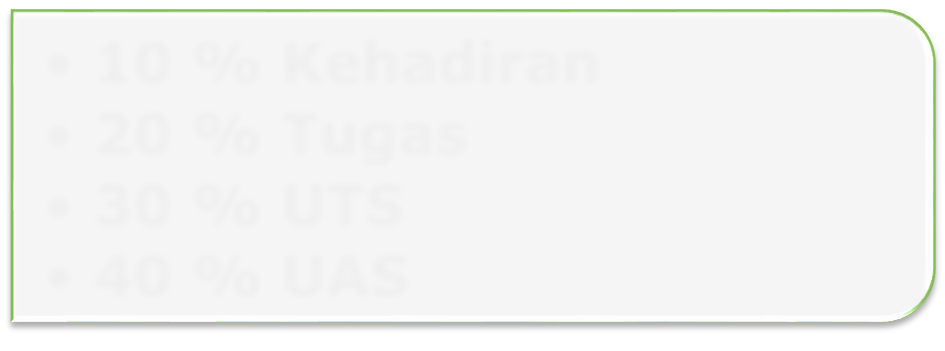 • 10 % Kehadiran
• 20 % Tugas
• 30 % UTS
• 40 % UAS